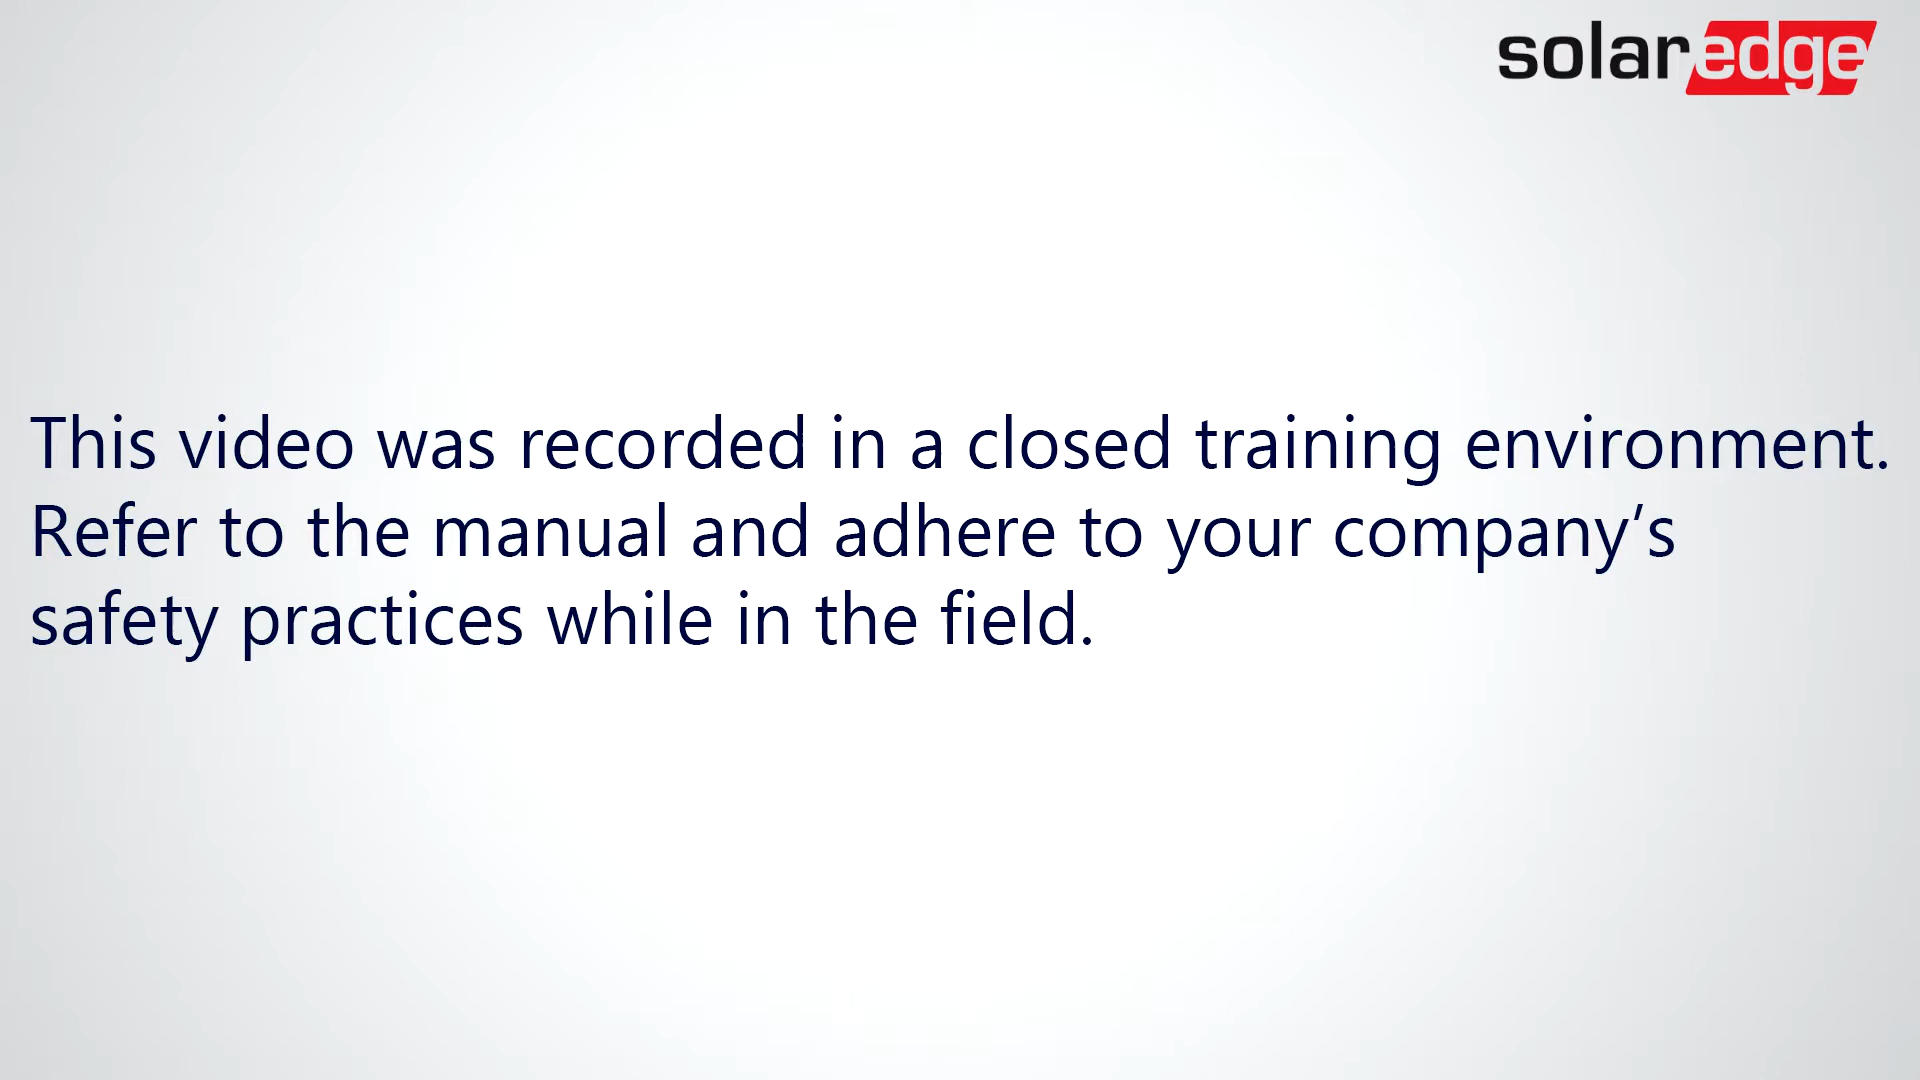 solaredge
This video was recorded in a closed training environment.
Refer to the manual and adhere to your company’s
safety practices while in the field.